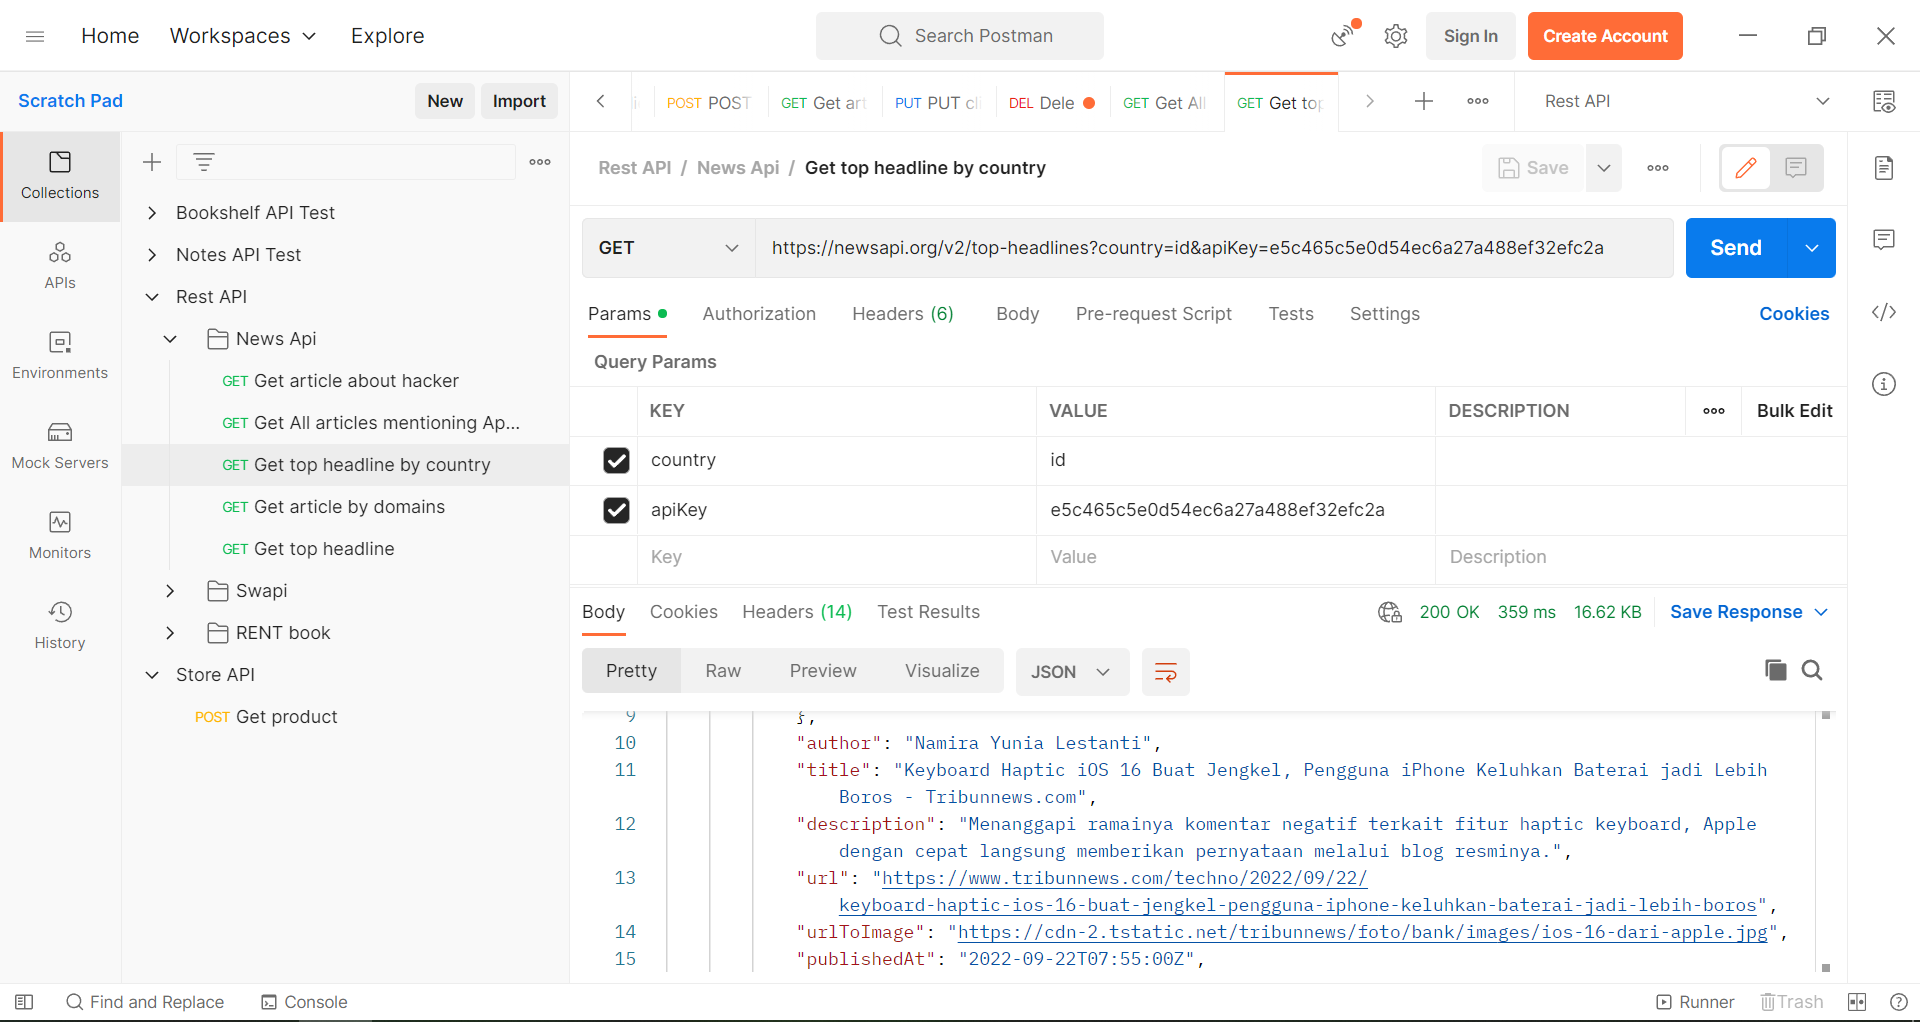 Home Workspaces Explore Search Postman Sign In Create Account
Scratch Pad New Import
POST POST GET Get art PUT PUT cli DEL Dele GET Get All GET Get top Rest API
Collections
APIs
Environments
Mock Servers
Monitors
History
Bookshelf API Test
Notes API Test
Rest API
News Api
GET Get article about hacker
GET Get All articles mentioning Ap...
GET Get top headline by country
GET Get article by domains
GET Get top headline
Swapi
RENT book
Store API
POST Get product
Rest API / News Api / Get top headline by country Save
GET https://newsapi.org/v2/top-headlines?country=id&apiKey=e5c465c5e0d54ec6a27a488ef32efc2a Send
Params Authorization Headers (6) Body Pre-request Script Tests Settings Cookies
Query Params
KEY VALUE DESCRIPTION Bulk Edit
country id
apiKey e5c465c5e0d54ec6a27a488ef32efc2a
Key Value Description
Body Cookies Headers (14) Test Results 200 OK 359 ms 16.62 KB Save Response
Pretty Raw Preview Visualize JSON
9 },
10 "author": "Namira Yunia Lestanti",
11 "title": "Keyboard Haptic iOS 16 Buat Jengkel, Pengguna iPhone Keluhkan Baterai jadi Lebih
Boros - Tribunnews.com",
12 "description": "Menanggapi ramainya komentar negatif terkait fitur haptic keyboard, Apple
dengan cepat langsung memberikan pernyataan melalui blog resminya.",
13 "url": "https://www.tribunnews.com/techno/2022/09/22/
keyboard-haptic-ios-16-buat-jengkel-pengguna-iphone-keluhkan-baterai-jadi-lebih-boros",
14 "urlToImage": "https://cdn-2.tstatic.net/tribunnews/foto/bank/images/ios-16-dari-apple.jpg",
15 "publishedAt": "2022-09-22T07:55:00Z",
Find and Replace Console Runner Trash